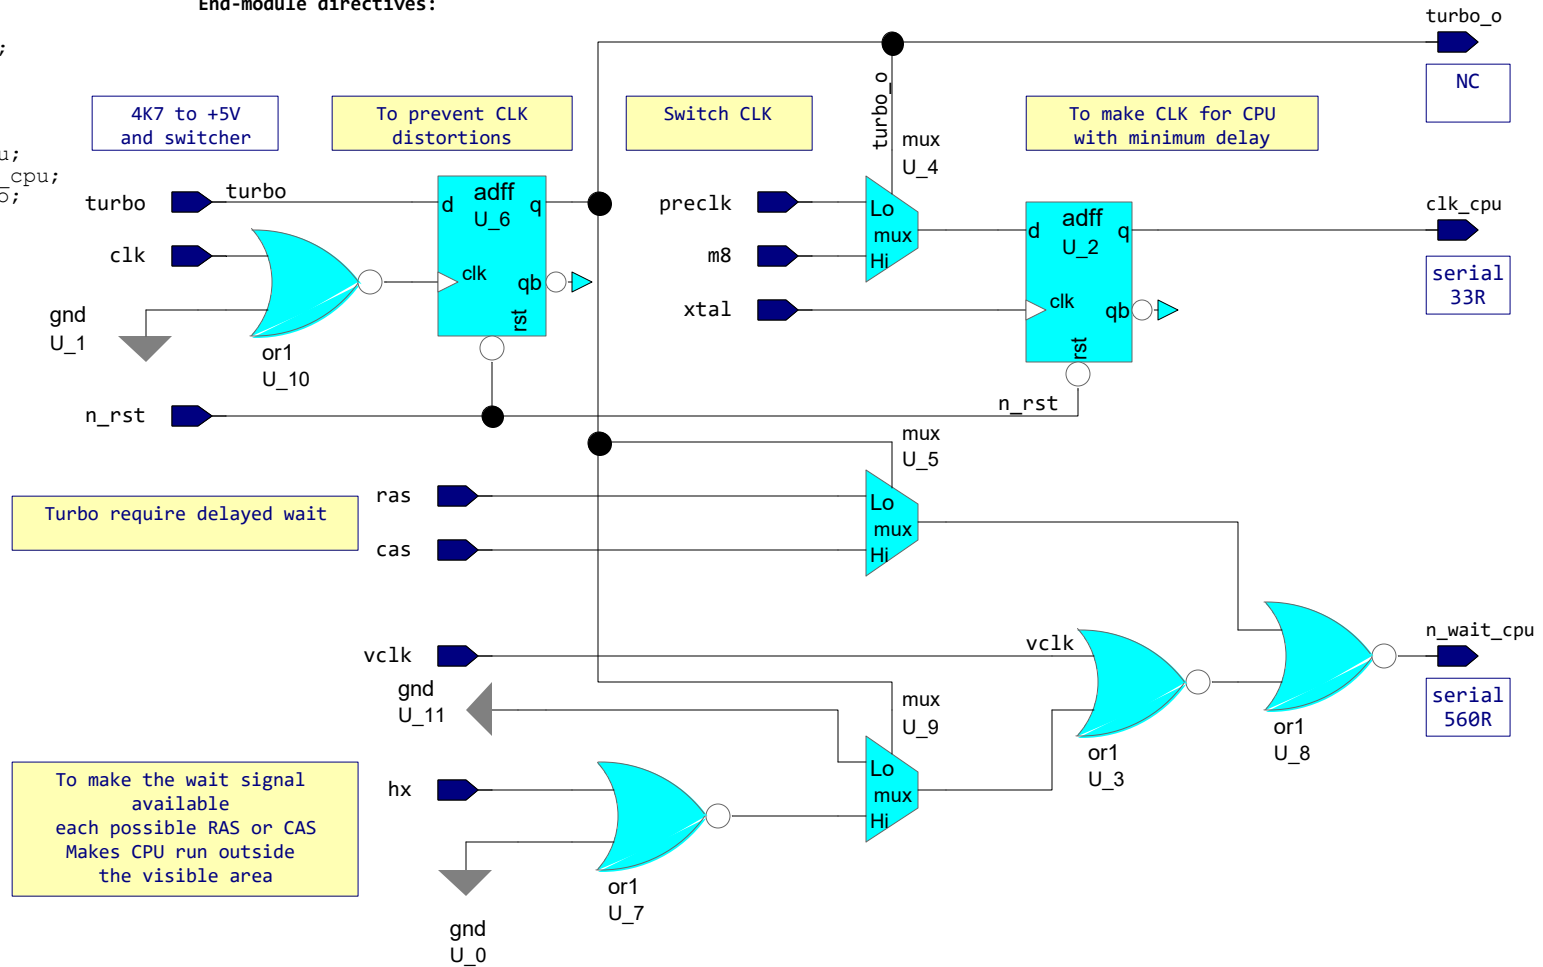 End-module directives:
;
u;
_cpu;
o;
turbo_o
NC
4K7 to +5V
and switcher
To prevent CLK
distortions
Switch CLK
To make CLK for CPU
with minimum delay
turbo_o
mux
U_4
turbo
turbo
clk
gnd
U_1
or1
U_10
d
adff
U_6
q
clk
qb
rst
preclk
m8
xtal
Lo
mux
Hi
d
adff
U_2
q
clk
qb
rst
clk_cpu
serial
33R
n_rst
n_rst
mux
U_5
Turbo require delayed wait
ras
cas
Lo
mux
Hi
vclk
vclk
gnd
U_11
mux
U_9
n_wait_cpu
serial
560R
or1
U_8
or1
U_3
To make the wait signal
available
each possible RAS or CAS
Makes CPU run outside
the visible area
hx
Lo
mux
Hi
or1
U_7
gnd
U_0